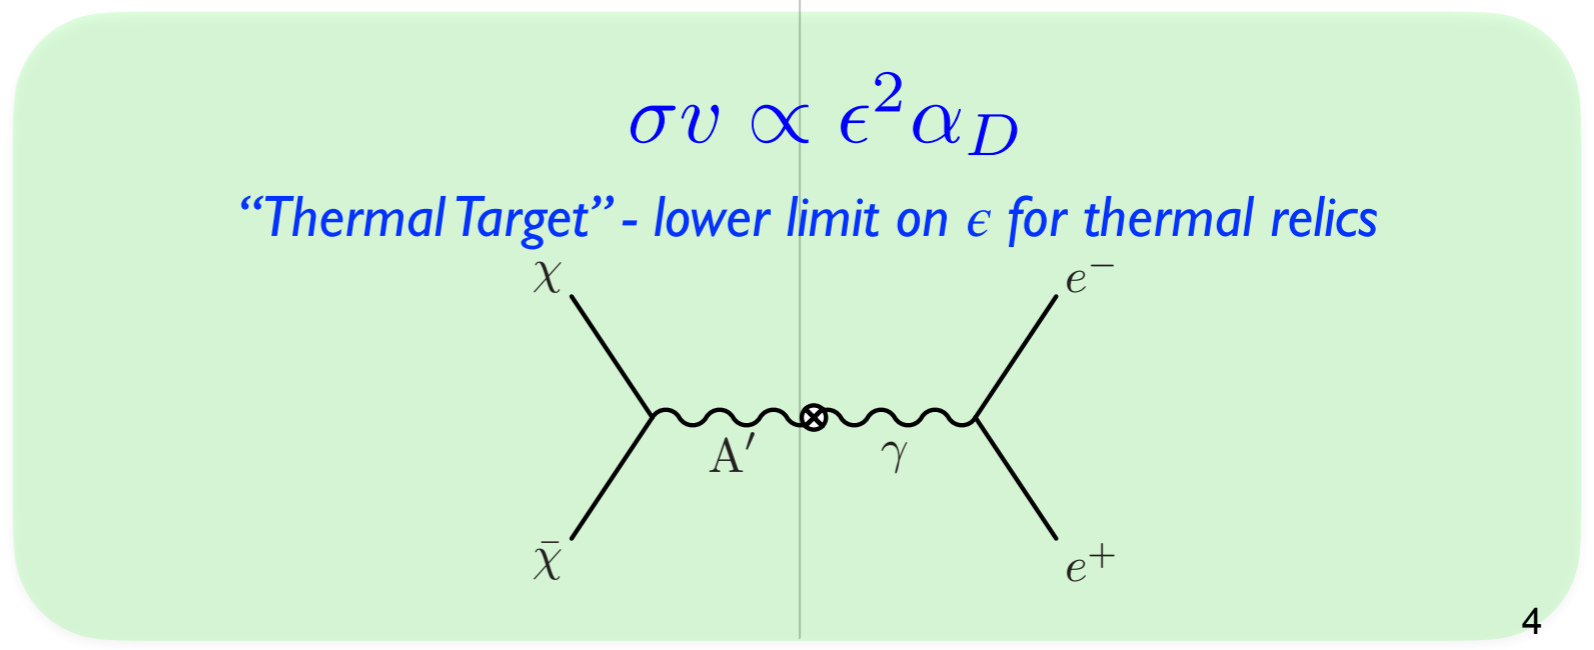 σv ∝ ϵ²α_D
“Thermal Target” - lower limit on ϵ for thermal relics
χ e⁻
A′ γ
χ̄ e⁺
4